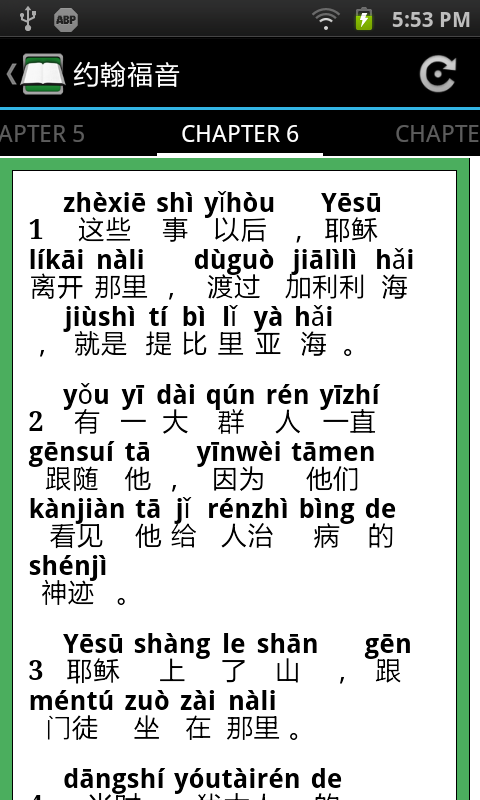 ABP 5:53 PM
约翰福音
APTER 5 CHAPTER 6 CHAPTE
zhèxiē shì yǐhòu Yēsū
1 这些 事 以后 ,耶稣
líkāi nàli dùguò jiālìlì hǎi
离开 那里 , 渡过 加利利 海
jiùshì tí bì lǐ yà hǎi
, 就是 提 比 里 亚 海 。
yǒu yī dài qún rén yīzhí
2 有 一 大 群 人 一直
gēnsuí tā yīnwèi tāmen
跟随 他 , 因为 他们
kànjiàn tā jǐ rénzhì bìng de
看见 他 给 人治 病 的
shénjì
神迹 。
Yēsū shàng le shān gēn
3 耶稣 上 了 山 , 跟
méntú zuò zài nàli
门徒 坐 在 那里 。
dāngshí yóutàirén de